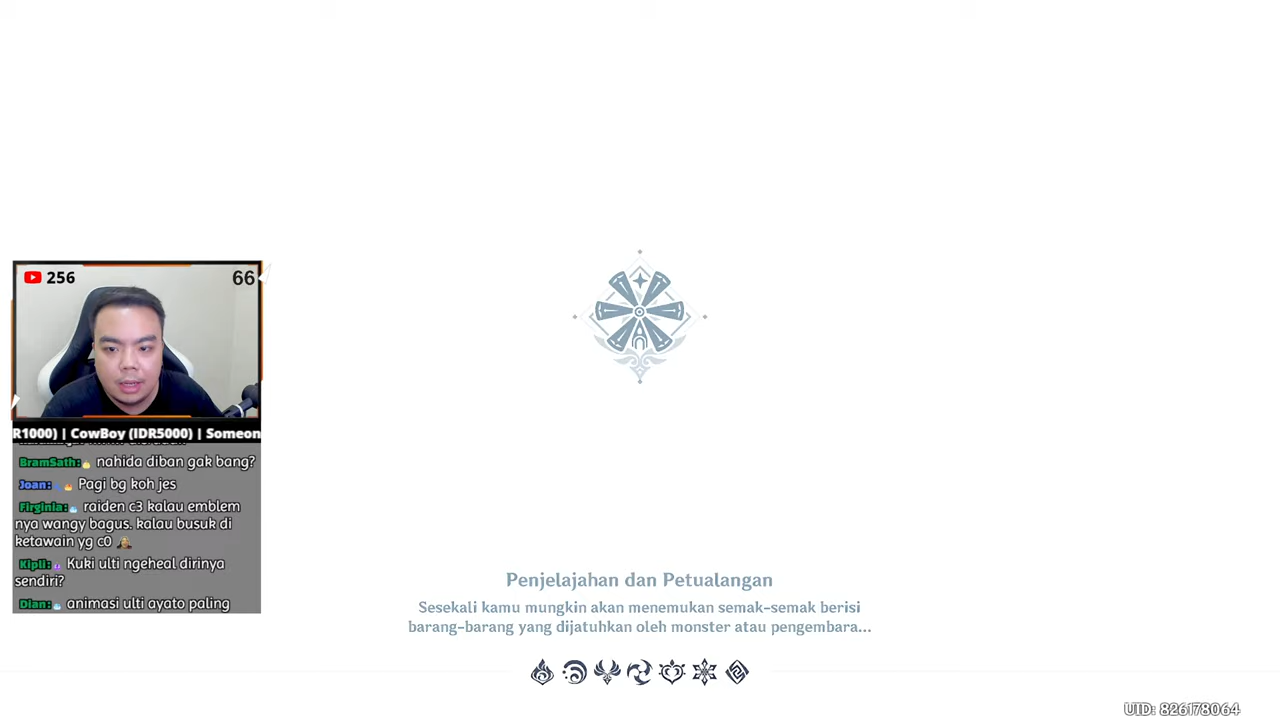 256
66
R1000) | CowBoy (IDR5000) | Someon
BramSath: nahida diban gak bang?
Joan: Pagi bg koh jes
Firginia: raiden c3 kalau emblem
nya wangy bagus. kalau busuk di
ketawain yg c0
Kipli: Kuki ulti ngeheal dirinya
sendiri?
Dian: animasi ulti ayato paling
Penjelajahan dan Petualangan
Sesekali kamu mungkin akan menemukan semak-semak berisi
barang-barang yang dijatuhkan oleh monster atau pengembara...
UID: 826178064